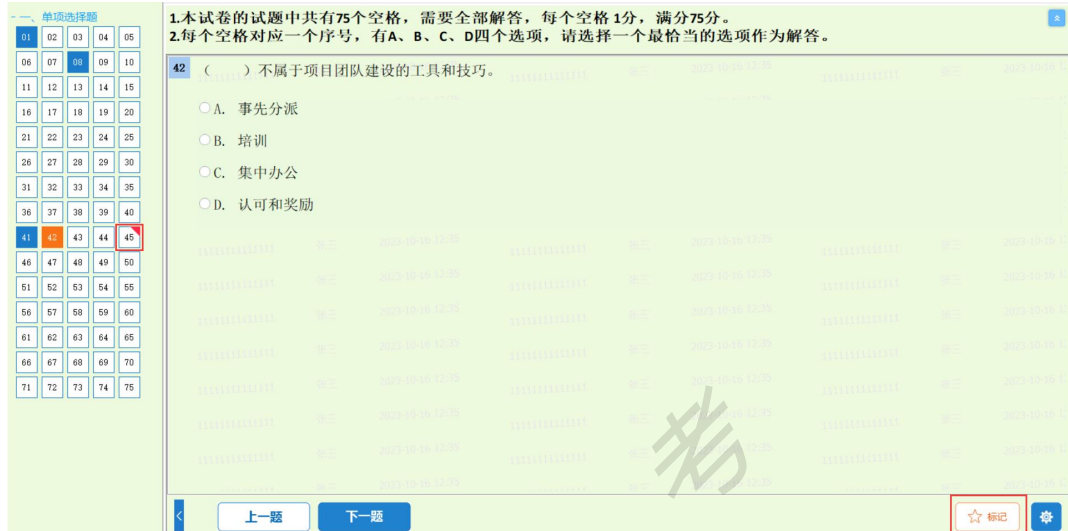 - 一、单项选择题
01 02 03 04 05
06 07 08 09 10
11 12 13 14 15
16 17 18 19 20
21 22 23 24 25
26 27 28 29 30
31 32 33 34 35
36 37 38 39 40
41 42 43 44 45
46 47 48 49 50
51 52 53 54 55
56 57 58 59 60
61 62 63 64 65
66 67 68 69 70
71 72 73 74 75
1.本试卷的试题中共有75个空格，需要全部解答，每个空格 1分，满分75分。
2.每个空格对应一个序号，有A、B、C、D四个选项，请选择一个最恰当的选项作为解答。
42 （　　）不属于项目团队建设的工具和技巧。
A. 事先分派
B. 培训
C. 集中办公
D. 认可和奖励
考
上一题 下一题 标记